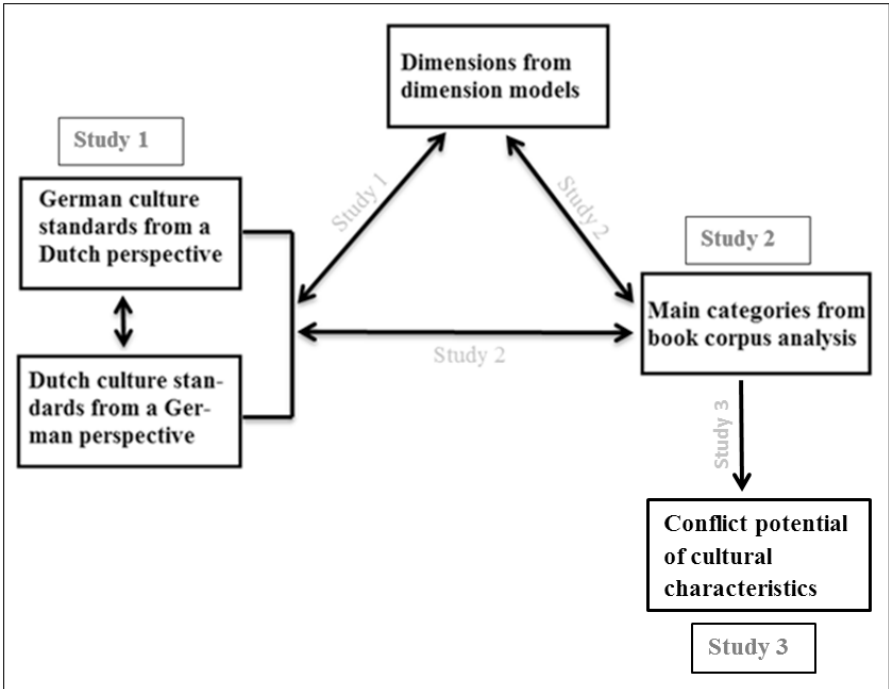 Dimensions from
dimension models
Study 1
German culture
standards from a
Dutch perspective
Study 1
Study 2
Study 2
Main categories from
book corpus analysis
Study 2
Dutch culture stan-
dards from a Ger-
man perspective
Study 3
Conflict potential
of cultural
characteristics
Study 3